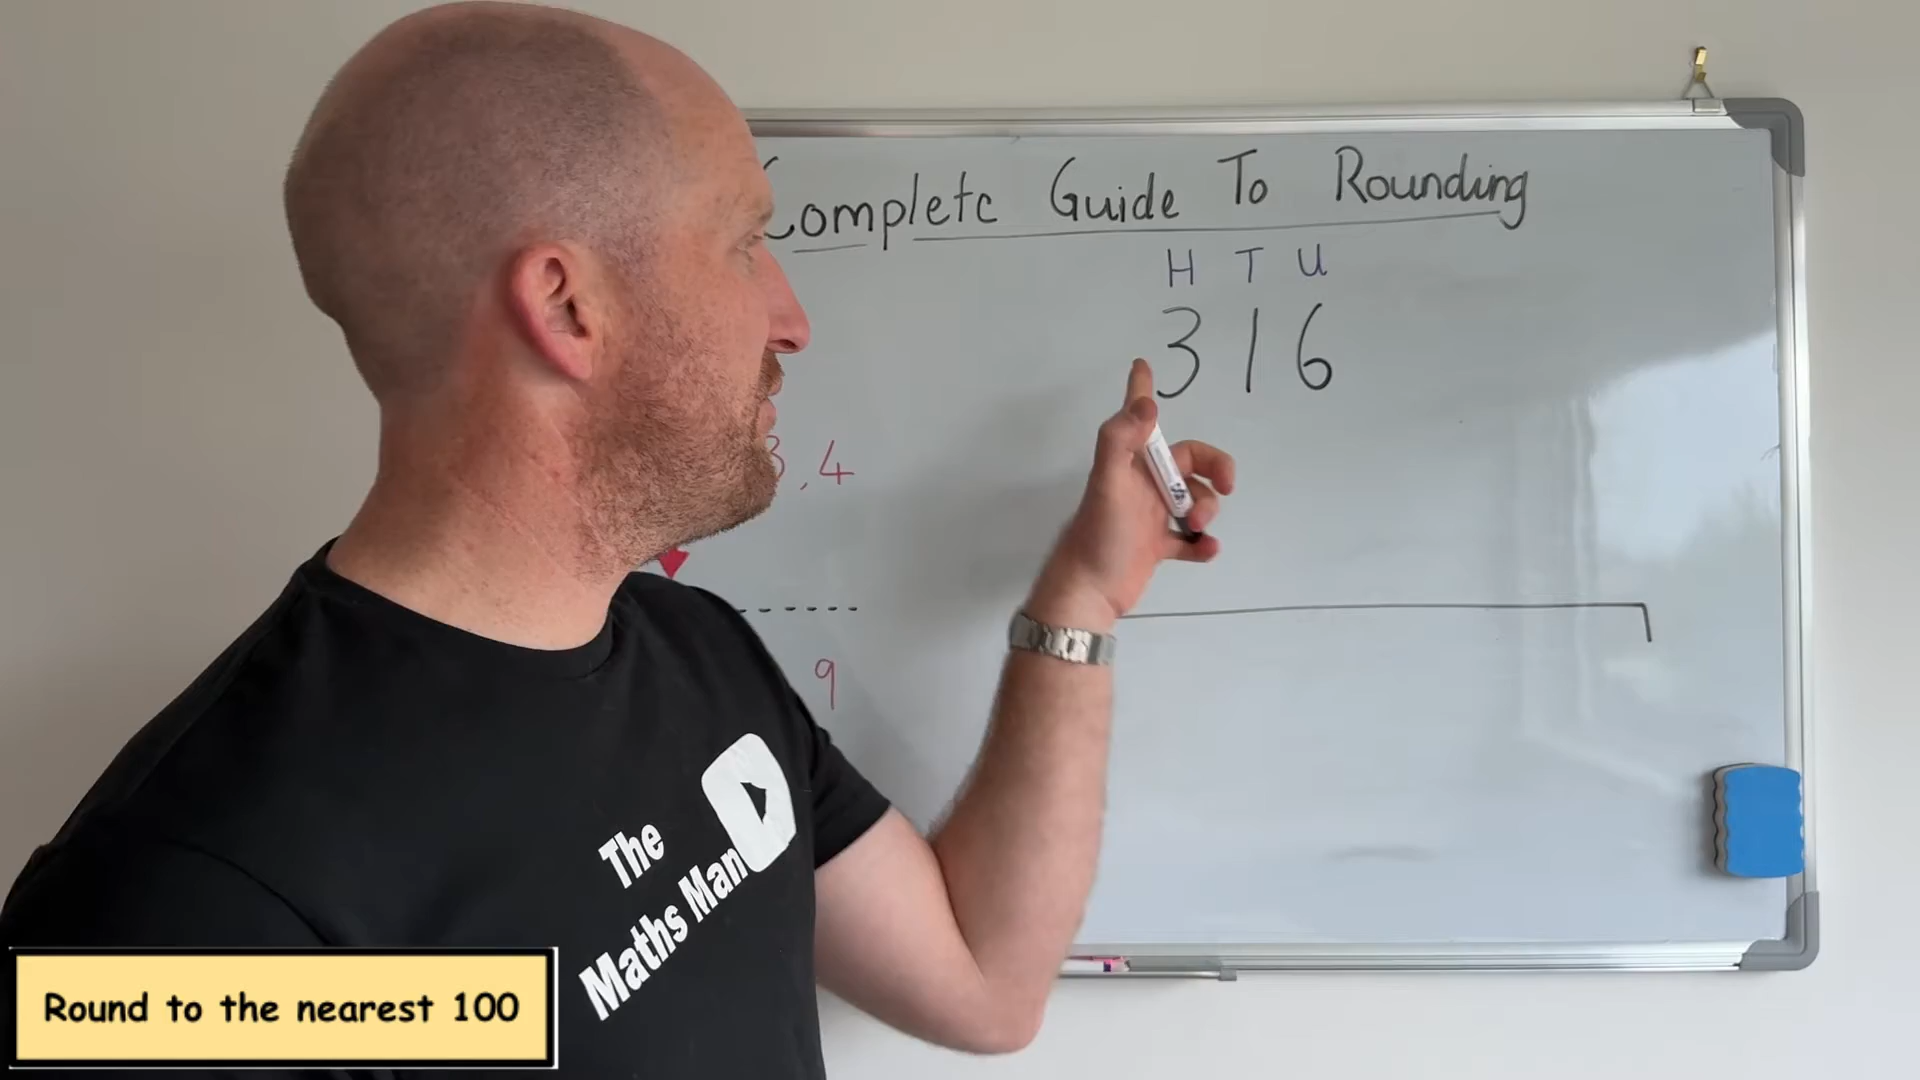 Complete Guide To Rounding
H T U
3 1 6
3, 4
9
The
Maths Man
Round to the nearest 100